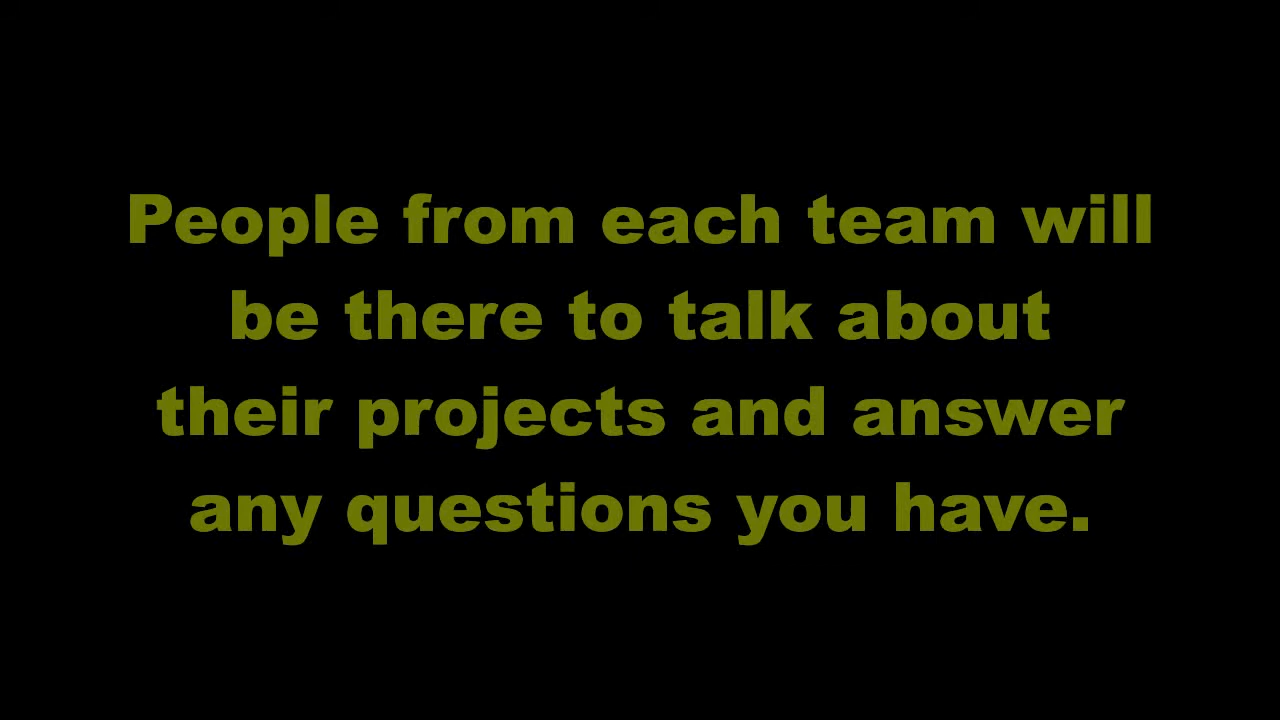 People from each team will
be there to talk about
their projects and answer
any questions you have.